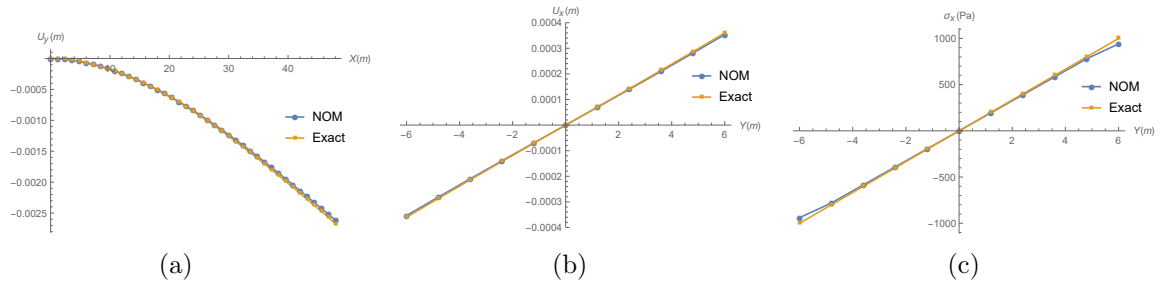 U_y(m)
X(m)
10 20 30 40
−0.0005
−0.0010
−0.0015
−0.0020
−0.0025
NOM
Exact
(a)
U_x(m)
0.0004
0.0003
0.0002
0.0001
−6 −4 −2 2 4 6
Y(m)
−0.0001
−0.0002
−0.0003
−0.0004
NOM
Exact
(b)
σ_x(Pa)
1000
500
−6 −4 −2 2 4 6
Y(m)
−500
−1000
NOM
Exact
(c)